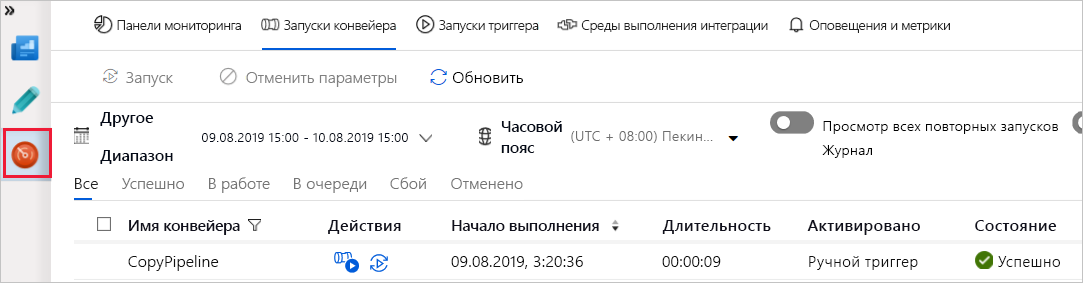 »
Панели мониторинга Запуски конвейера Запуски триггера Среды выполнения интеграции Оповещения и метрики
Запуск Отменить параметры Обновить
Другое
Диапазон
09.08.2019 15:00 - 10.08.2019 15:00
Часовой
пояс
(UTC + 08:00) Пекин...
Просмотр всех повторных запусков
Журнал
Все Успешно В работе В очереди Сбой Отменено
Имя конвейера Действия Начало выполнения Длительность Активировано Состояние
CopyPipeline 09.08.2019, 3:20:36 00:00:09 Ручной триггер Успешно